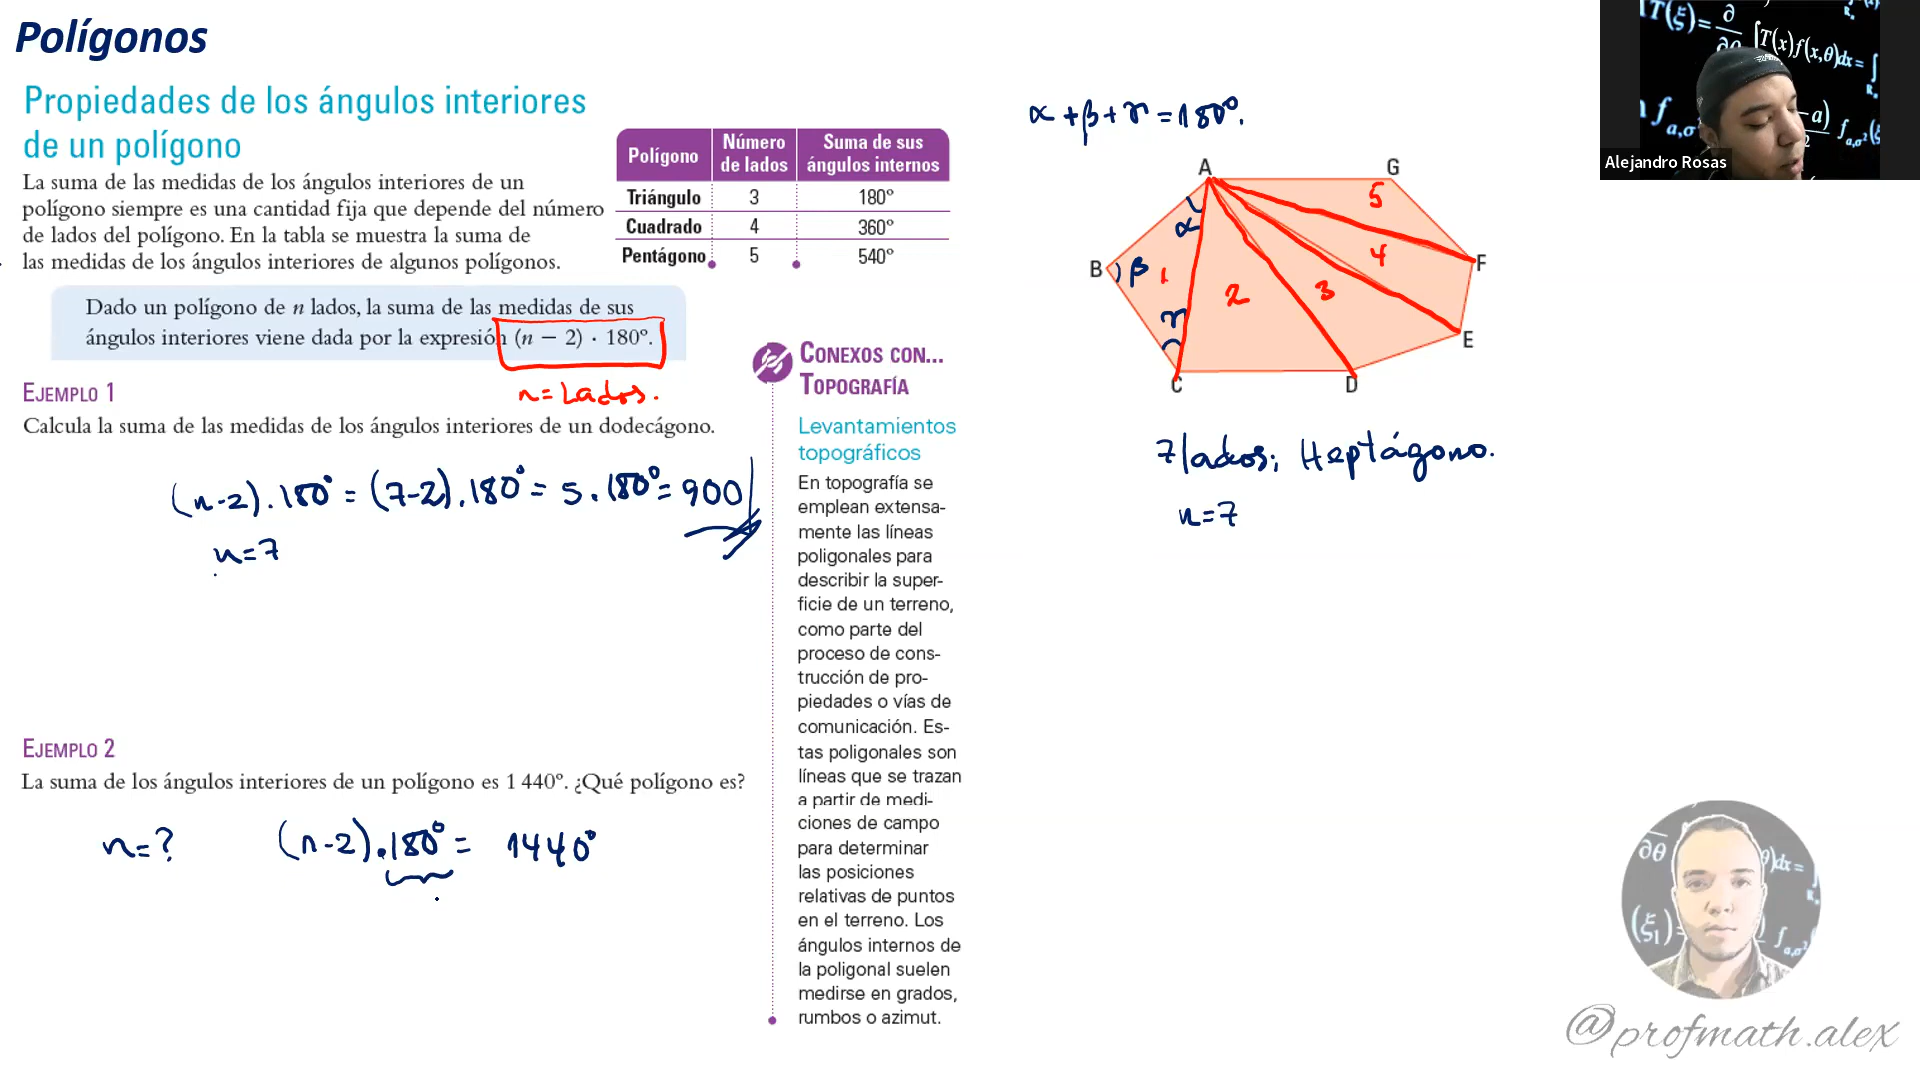 Polígonos
Propiedades de los ángulos interiores
de un polígono
La suma de las medidas de los ángulos interiores de un
polígono siempre es una cantidad fija que depende del número
de lados del polígono. En la tabla se muestra la suma de
las medidas de los ángulos interiores de algunos polígonos.
Polígono Número de lados Suma de sus ángulos internos
Triángulo 3 180°
Cuadrado 4 360°
Pentágono 5 540°
Dado un polígono de n lados, la suma de las medidas de sus
ángulos interiores viene dada por la expresión (n − 2) · 180°.
n = Lados.
EJEMPLO 1
Calcula la suma de las medidas de los ángulos interiores de un dodecágono.
(n-2).180° = (7-2).180° = 5.180° = 900
n=7
EJEMPLO 2
La suma de los ángulos interiores de un polígono es 1 440°. ¿Qué polígono es?
n=? (n-2).180° = 1440°
CONEXOS CON...
TOPOGRAFÍA
Levantamientos
topográficos
En topografía se
emplean extensa-
mente las líneas
poligonales para
describir la super-
ficie de un terreno,
como parte del
proceso de cons-
trucción de pro-
piedades o vías de
comunicación. Es-
tas poligonales son
líneas que se trazan
a partir de medi-
ciones de campo
para determinar
las posiciones
relativas de puntos
en el terreno. Los
ángulos internos de
la poligonal suelen
medirse en grados,
rumbos o azimut.
α + β + γ = 180°.
A G
B F
E
C D
α β γ
1 2 3 4 5
7 lados; Heptágono.
n=7
Alejandro Rosas
@profmath.alex